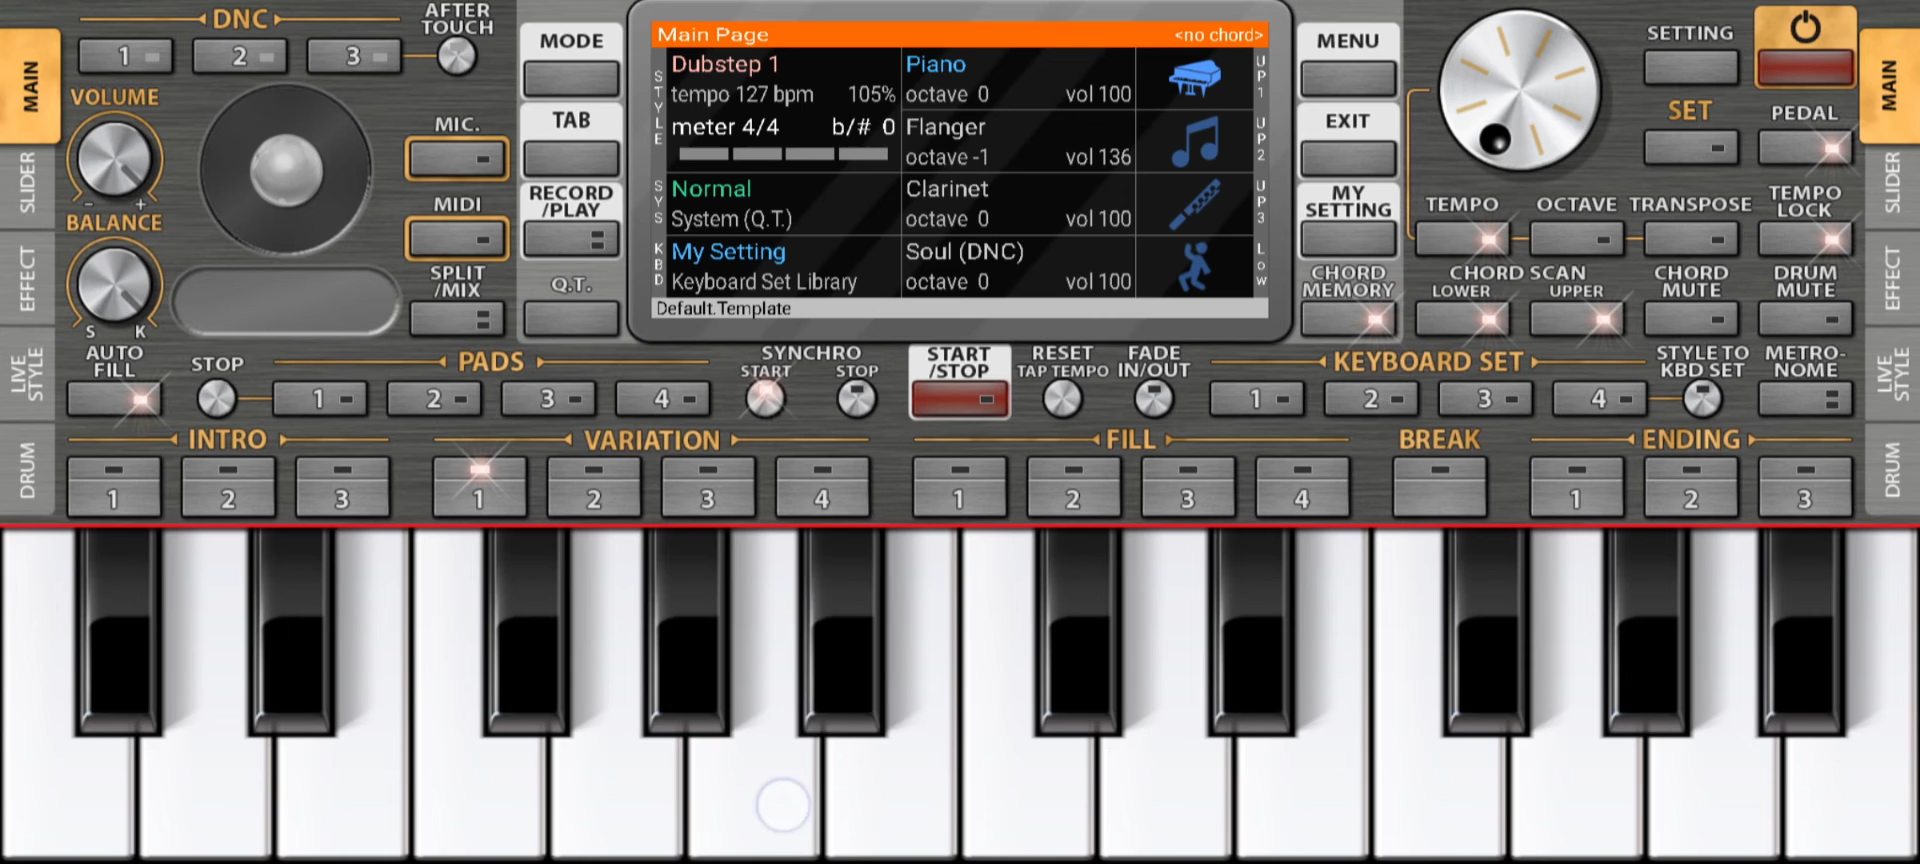 DNC
1
2
3
AFTER
TOUCH
MAIN
SLIDER
EFFECT
LIVE
STYLE
DRUM
VOLUME
- +
BALANCE
S K
MIC.
MIDI
SPLIT
/MIX
MODE
TAB
RECORD
/PLAY
Q.T.
Main Page <no chord>
STYLE
Dubstep 1
tempo 127 bpm 105%
meter 4/4 b/# 0
SYS
Normal
System (Q.T.)
KBD
My Setting
Keyboard Set Library
Piano
octave 0 vol 100
UP1
Flanger
octave -1 vol 136
UP2
Clarinet
octave 0 vol 100
UP3
Soul (DNC)
octave 0 vol 100
LOW
Default.Template
MENU
EXIT
MY
SETTING
CHORD
MEMORY
SETTING
SET
PEDAL
TEMPO
OCTAVE
TRANSPOSE
TEMPO
LOCK
CHORD SCAN
LOWER
UPPER
CHORD
MUTE
DRUM
MUTE
MAIN
SLIDER
EFFECT
LIVE
STYLE
DRUM
AUTO
FILL
STOP
PADS
1
2
3
4
SYNCHRO
START
STOP
START
/STOP
RESET
TAP TEMPO
FADE
IN/OUT
KEYBOARD SET
1
2
3
4
STYLE TO
KBD SET
METRO-
NOME
INTRO
1
2
3
VARIATION
1
2
3
4
FILL
1
2
3
4
BREAK
ENDING
1
2
3